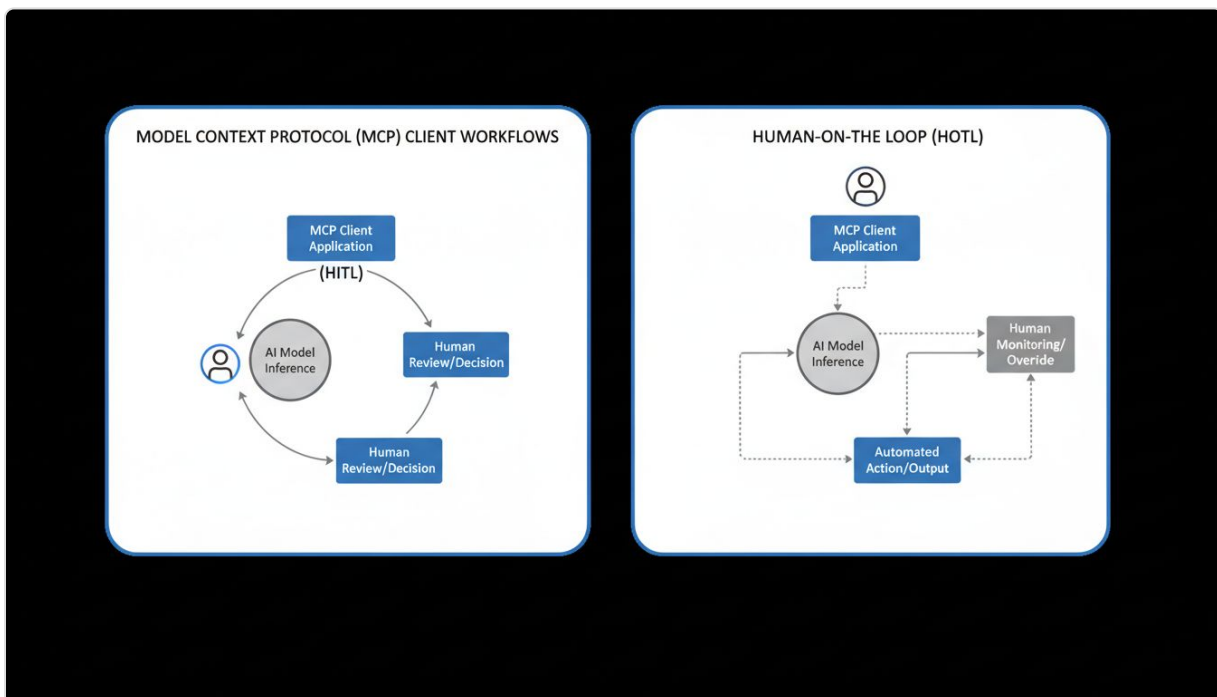 MODEL CONTEXT PROTOCOL (MCP) CLIENT WORKFLOWS
MCP Client
Application
(HITL)
AI Model
Inference
Human
Review/Decision
Human
Review/Decision
HUMAN-ON-THE LOOP (HOTL)
MCP Client
Application
AI Model
Inference
Human
Monitoring/
Overide
Automated
Action/Output